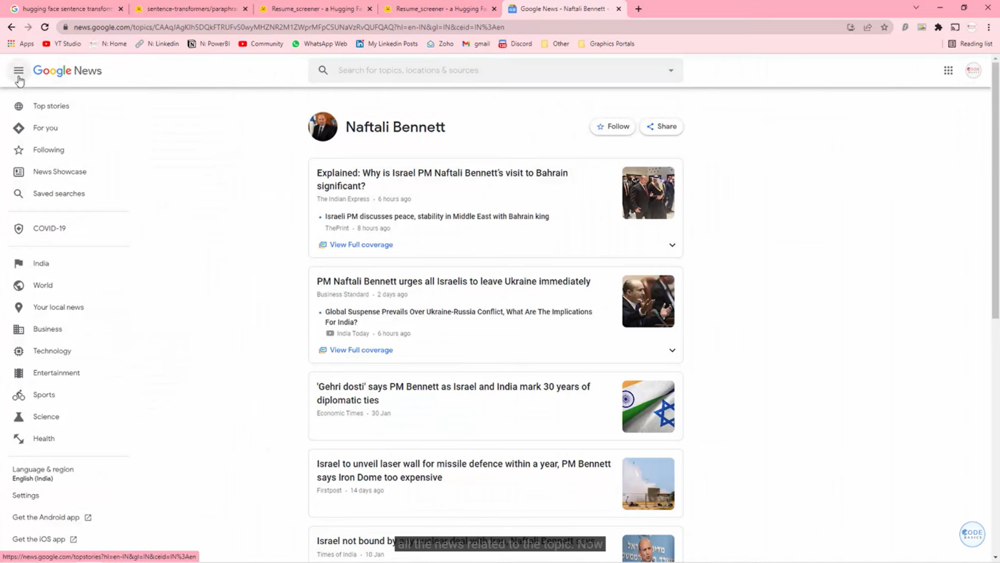 hugging face sentence transform
sentence-transformers/paraphras
Resume_screener - a Hugging Fa
Resume_screener - a Hugging Fa
Google News - Naftali Bennett -
news.google.com/topics/CAAqJAgKIh5DQkFTRUFvS0wyMHZNR2M1ZWprMFpCSUNaVzRvQUFQAQ?hl=en-IN&gl=IN&ceid=IN%3Aen
Apps YT Studio N: Home N: Linkedin N: PowerBI Community WhatsApp Web My Linkedin Posts Zoho gmail Discord Other Graphics Portals Reading list
Google News
Search for topics, locations & sources
Top stories
For you
Following
News Showcase
Saved searches
COVID-19
India
World
Your local news
Business
Technology
Entertainment
Sports
Science
Health
Language & region
English (India)
Settings
Get the Android app
Get the iOS app
https://news.google.com/topstories?hl=en-IN&gl=IN&ceid=IN%3Aen
Naftali Bennett
Follow
Share
Explained: Why is Israel PM Naftali Bennett's visit to Bahrain
significant?
The Indian Express • 6 hours ago
Israeli PM discusses peace, stability in Middle East with Bahrain king
ThePrint • 8 hours ago
View Full coverage
PM Naftali Bennett urges all Israelis to leave Ukraine immediately
Business Standard • 2 days ago
Global Suspense Prevails Over Ukraine-Russia Conflict, What Are The Implications
For India?
India Today • 6 hours ago
View Full coverage
'Gehri dosti' says PM Bennett as Israel and India mark 30 years of
diplomatic ties
Economic Times • 30 Jan
Israel to unveil laser wall for missile defence within a year, PM Bennett
says Iron Dome too expensive
Firstpost • 14 days ago
Israel not bound by
all the news related to the topic. Now
Times of India • 10 Jan
CODE
BASICS